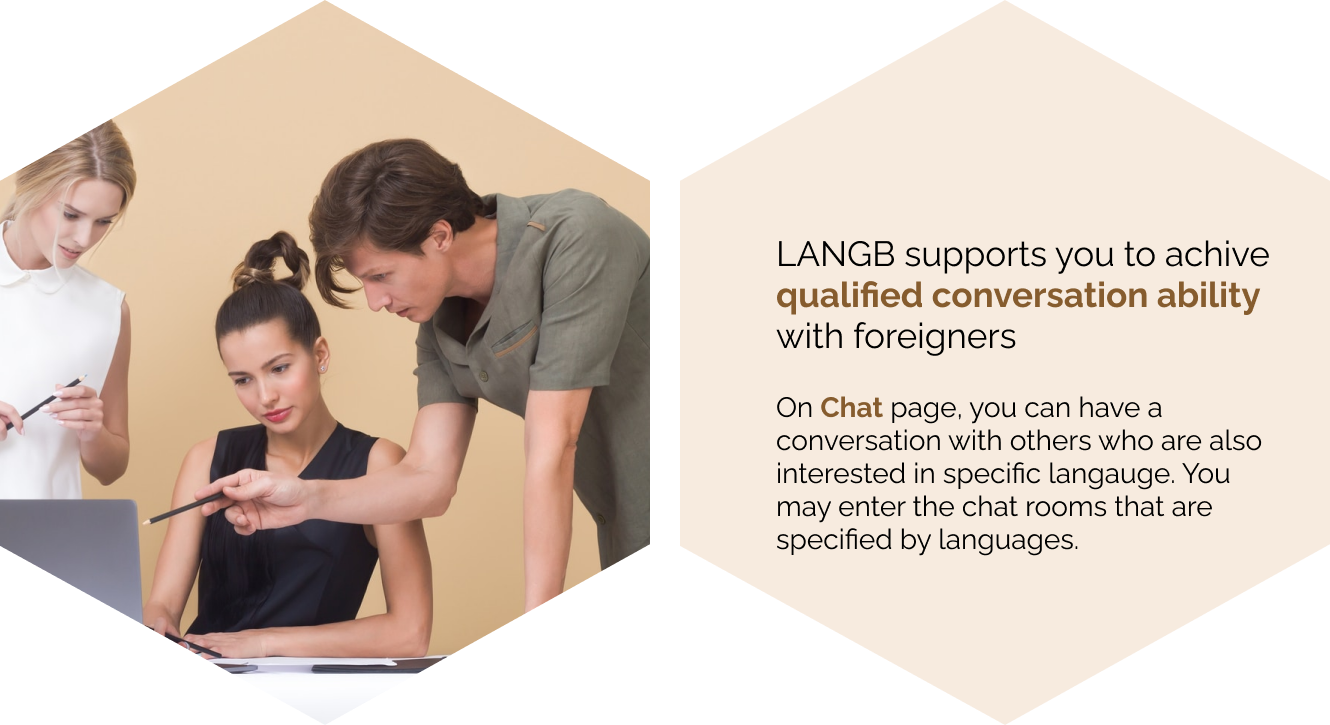 LANGB supports you to achive
qualified conversation ability
with foreigners
On Chat page, you can have a
conversation with others who are also
interested in specific langauge. You
may enter the chat rooms that are
specified by languages.